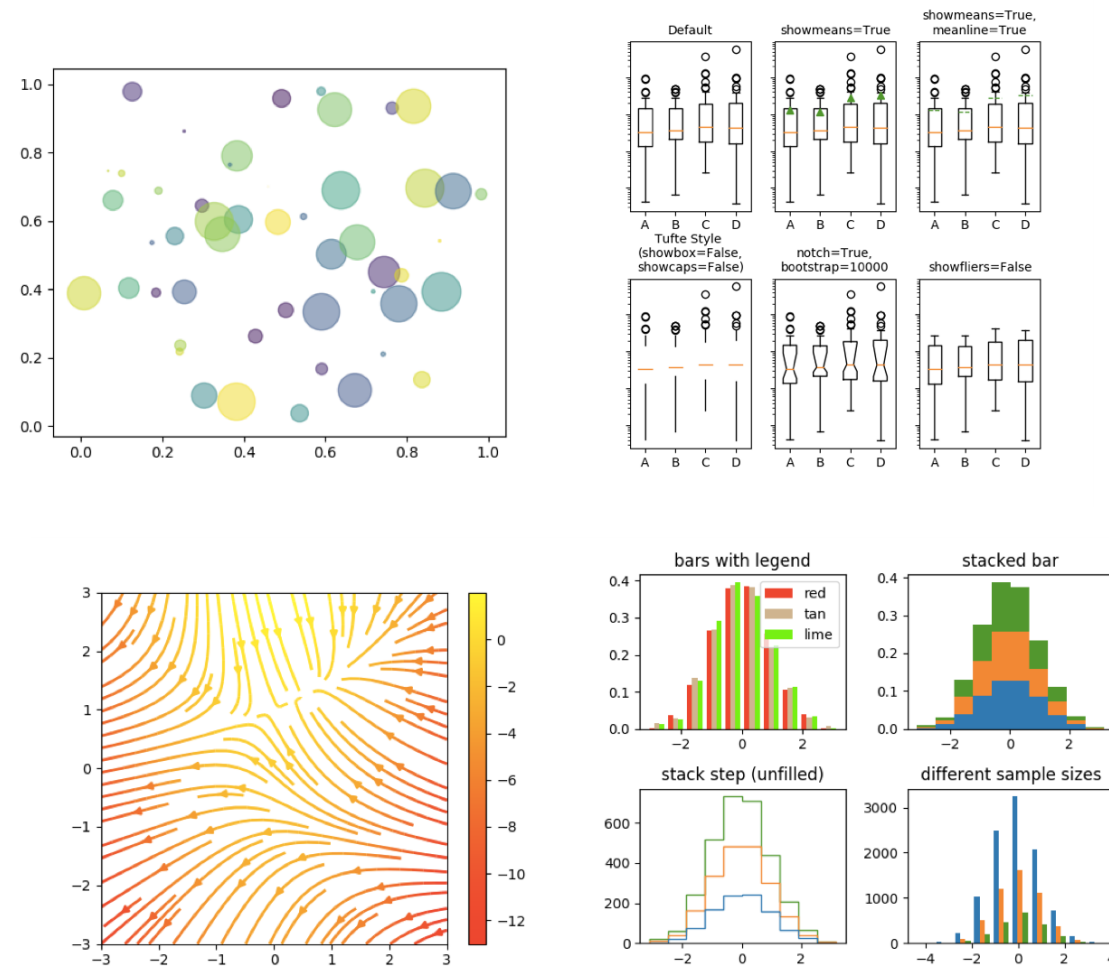 1.0
0.8
0.6
0.4
0.2
0.0
0.0 0.2 0.4 0.6 0.8 1.0
Default
A B C D
showmeans=True
A B C D
showmeans=True,
meanline=True
A B C D
Tufte Style
(showbox=False,
showcaps=False)
A B C D
notch=True,
bootstrap=10000
A B C D
showfliers=False
A B C D
3
2
1
0
−1
−2
−3
−3 −2 −1 0 1 2 3
0
−2
−4
−6
−8
−10
−12
bars with legend
0.4
0.3
0.2
0.1
0.0
red
tan
lime
−2 0 2
stacked bar
0.4
0.3
0.2
0.1
0.0
−2 0 2
stack step (unfilled)
600
400
200
0
−2 0 2
different sample sizes
3000
2000
1000
0
−4 −2 0 2